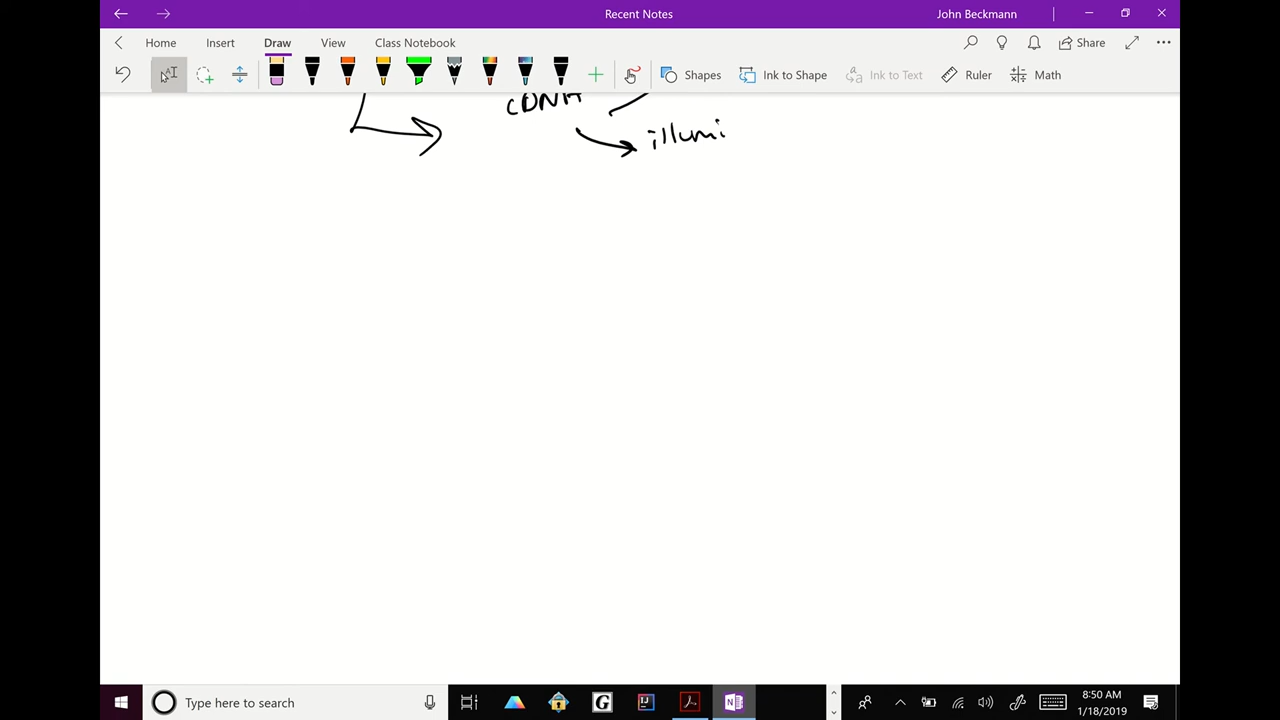 Recent Notes
John Beckmann
Home Insert Draw View Class Notebook
Share
Shapes Ink to Shape Ink to Text Ruler Math
cDNA
illumi
Type here to search
8:50 AM
1/18/2019